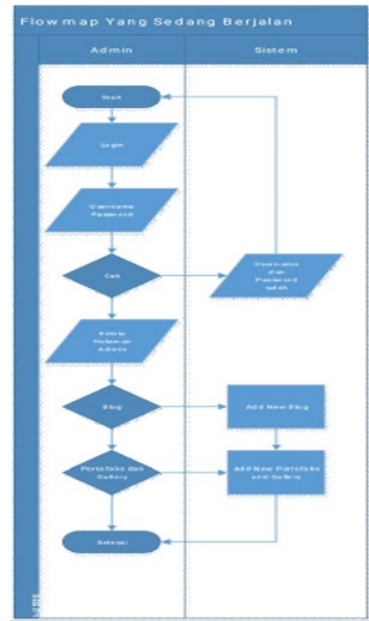 Flowmap Yang Sedang Berjalan
Admin
Sistem
Start
Login
Username
Password
Cek
Username
dan
Password
salah
Kelola
Halaman
Admin
Blog
Add New Blog
Portofolio dan
Gallery
Add New Portofolio
and Gallery
Selesai